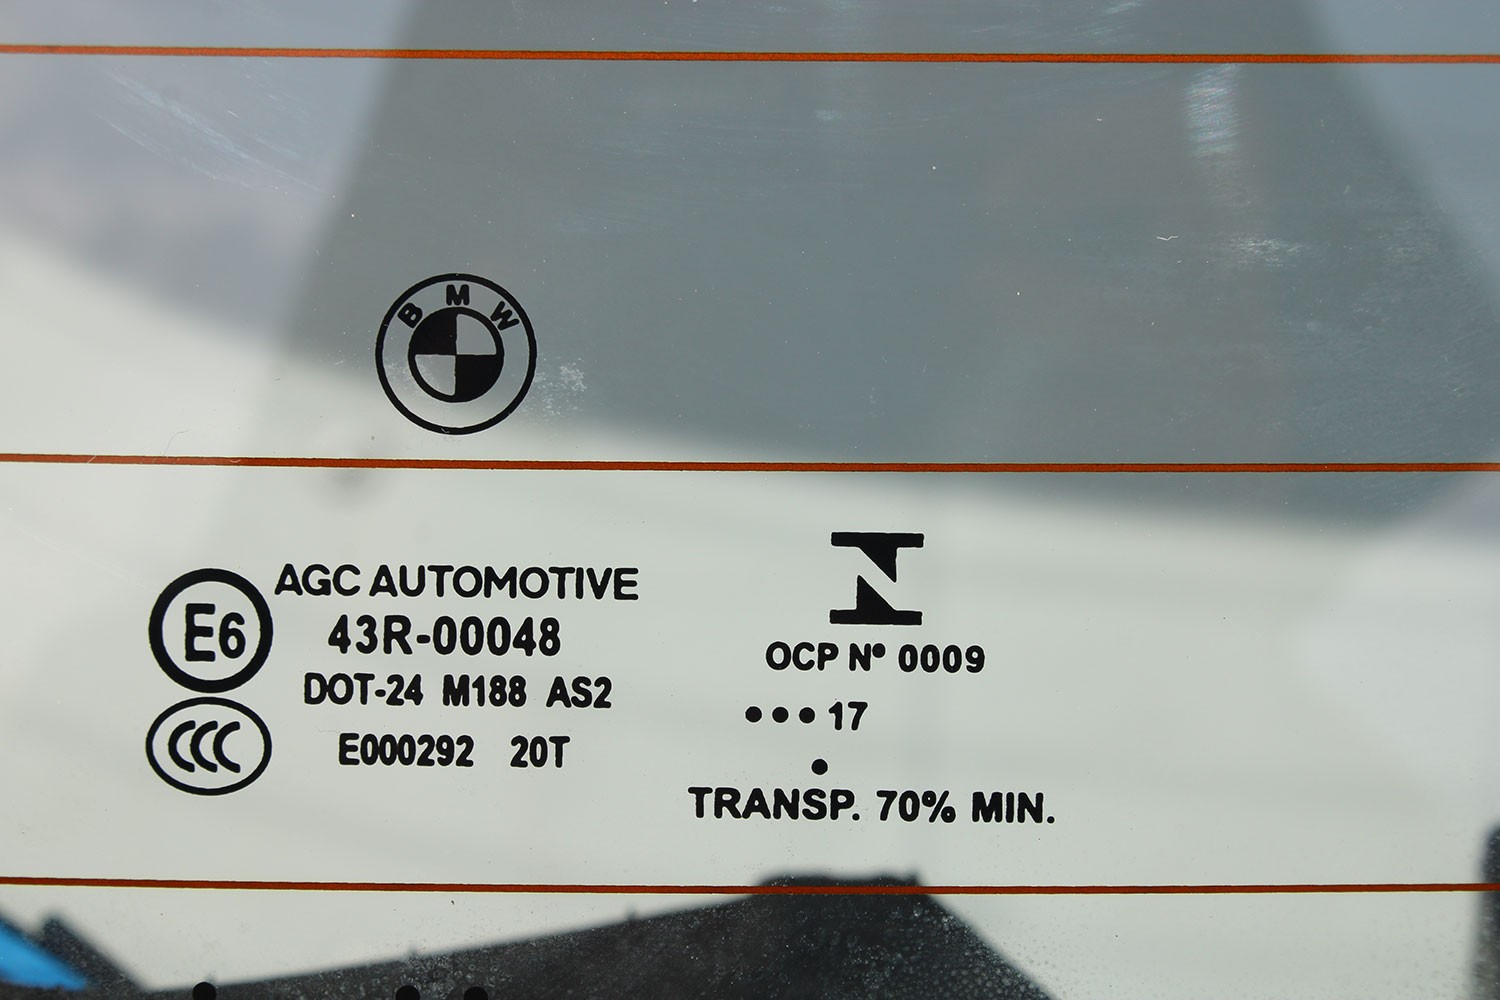 BMW
AGC AUTOMOTIVE
E6
43R-00048
DOT-24 M188 AS2
CCC
E000292 20T
N
OCP Nº 0009
•••17
•
TRANSP. 70% MIN.